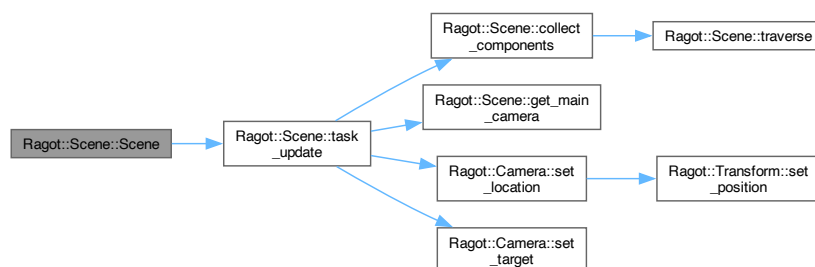 Ragot::Scene::Scene
Ragot::Scene::task
_update
Ragot::Scene::collect
_components
Ragot::Scene::traverse
Ragot::Scene::get_main
_camera
Ragot::Camera::set
_location
Ragot::Transform::set
_position
Ragot::Camera::set
_target